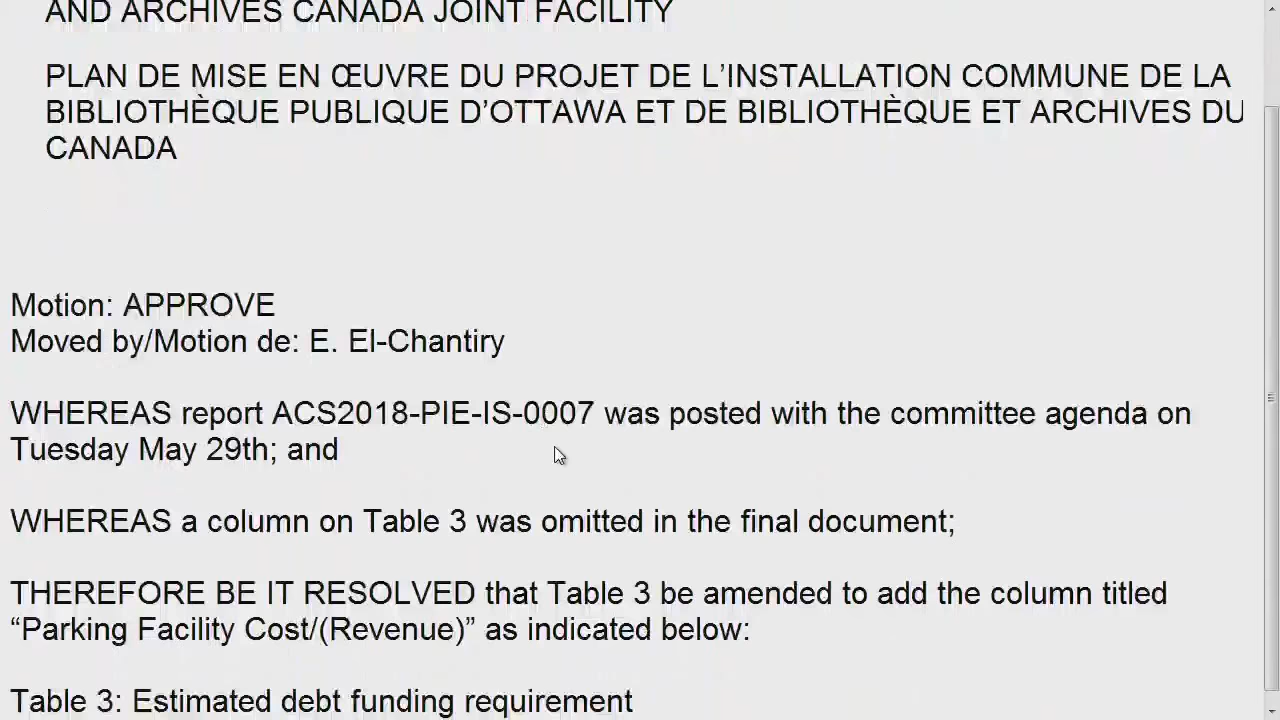 AND ARCHIVES CANADA JOINT FACILITY
PLAN DE MISE EN ŒUVRE DU PROJET DE L’INSTALLATION COMMUNE DE LA
BIBLIOTHÈQUE PUBLIQUE D’OTTAWA ET DE BIBLIOTHÈQUE ET ARCHIVES DU
CANADA
Motion: APPROVE
Moved by/Motion de: E. El-Chantiry
WHEREAS report ACS2018-PIE-IS-0007 was posted with the committee agenda on
Tuesday May 29th; and
WHEREAS a column on Table 3 was omitted in the final document;
THEREFORE BE IT RESOLVED that Table 3 be amended to add the column titled
“Parking Facility Cost/(Revenue)” as indicated below:
Table 3: Estimated debt funding requirement